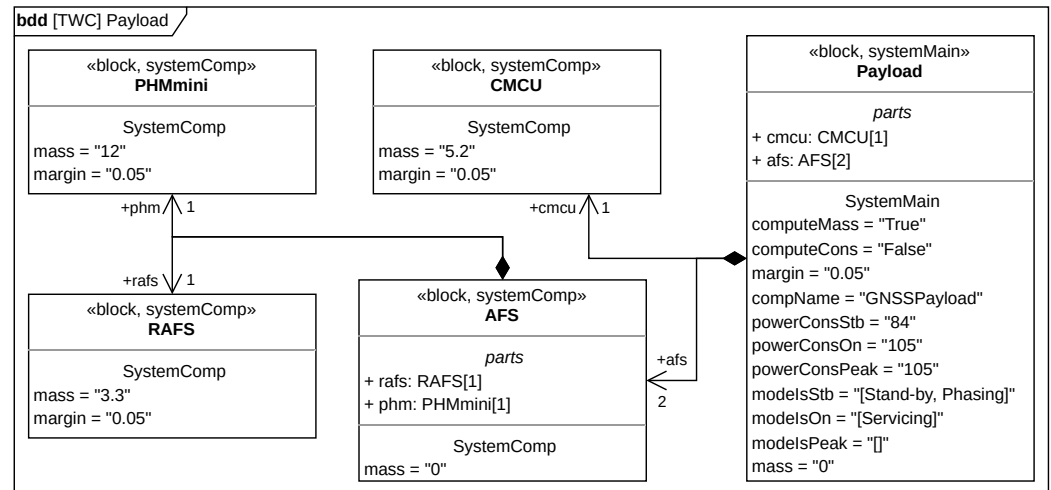 bdd [TWC] Payload
«block, systemComp»
PHMmini
SystemComp
mass = "12"
margin = "0.05"
«block, systemComp»
CMCU
SystemComp
mass = "5.2"
margin = "0.05"
«block, systemMain»
Payload
parts
+ cmcu: CMCU[1]
+ afs: AFS[2]
SystemMain
computeMass = "True"
computeCons = "False"
margin = "0.05"
compName = "GNSSPayload"
powerConsStb = "84"
powerConsOn = "105"
powerConsPeak = "105"
modeIsStb = "[Stand-by, Phasing]"
modeIsOn = "[Servicing]"
modeIsPeak = "[]"
mass = "0"
+phm 1
+cmcu 1
+rafs 1
«block, systemComp»
RAFS
SystemComp
mass = "3.3"
margin = "0.05"
«block, systemComp»
AFS
parts
+ rafs: RAFS[1]
+ phm: PHMmini[1]
SystemComp
mass = "0"
+afs
2